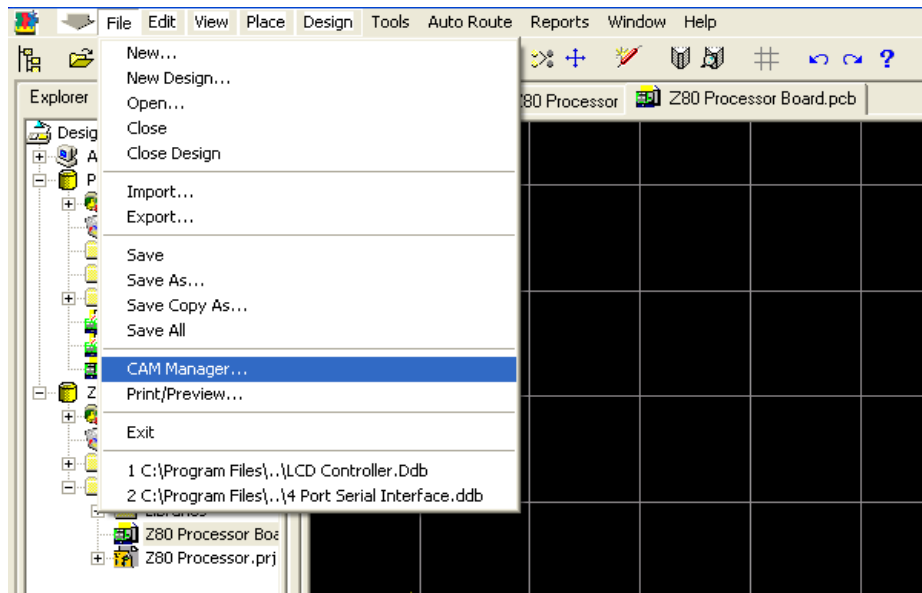 File Edit View Place Design Tools Auto Route Reports Window Help
New...
New Design...
Open...
Close
Close Design
Import...
Export...
Save
Save As...
Save Copy As...
Save All
CAM Manager...
Print/Preview...
Exit
1 C:\Program Files\..\LCD Controller.Ddb
2 C:\Program Files\..\4 Port Serial Interface.ddb
?
Explorer
80 Processor
Z80 Processor Board.pcb
Desig
A
P
Z
Libraries
Z80 Processor Boa
Z80 Processor.prj